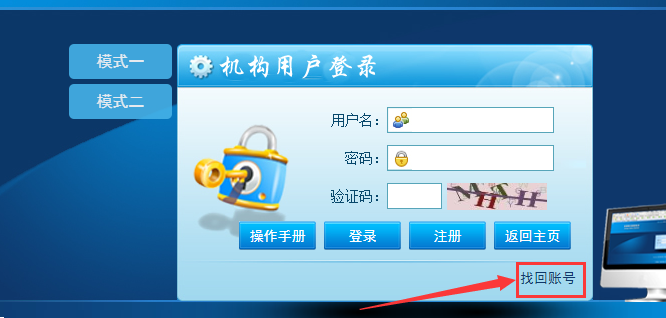 模式一
模式二
机构用户登录
用户名：
密码：
验证码：
操作手册 登录 注册 返回主页
找回账号